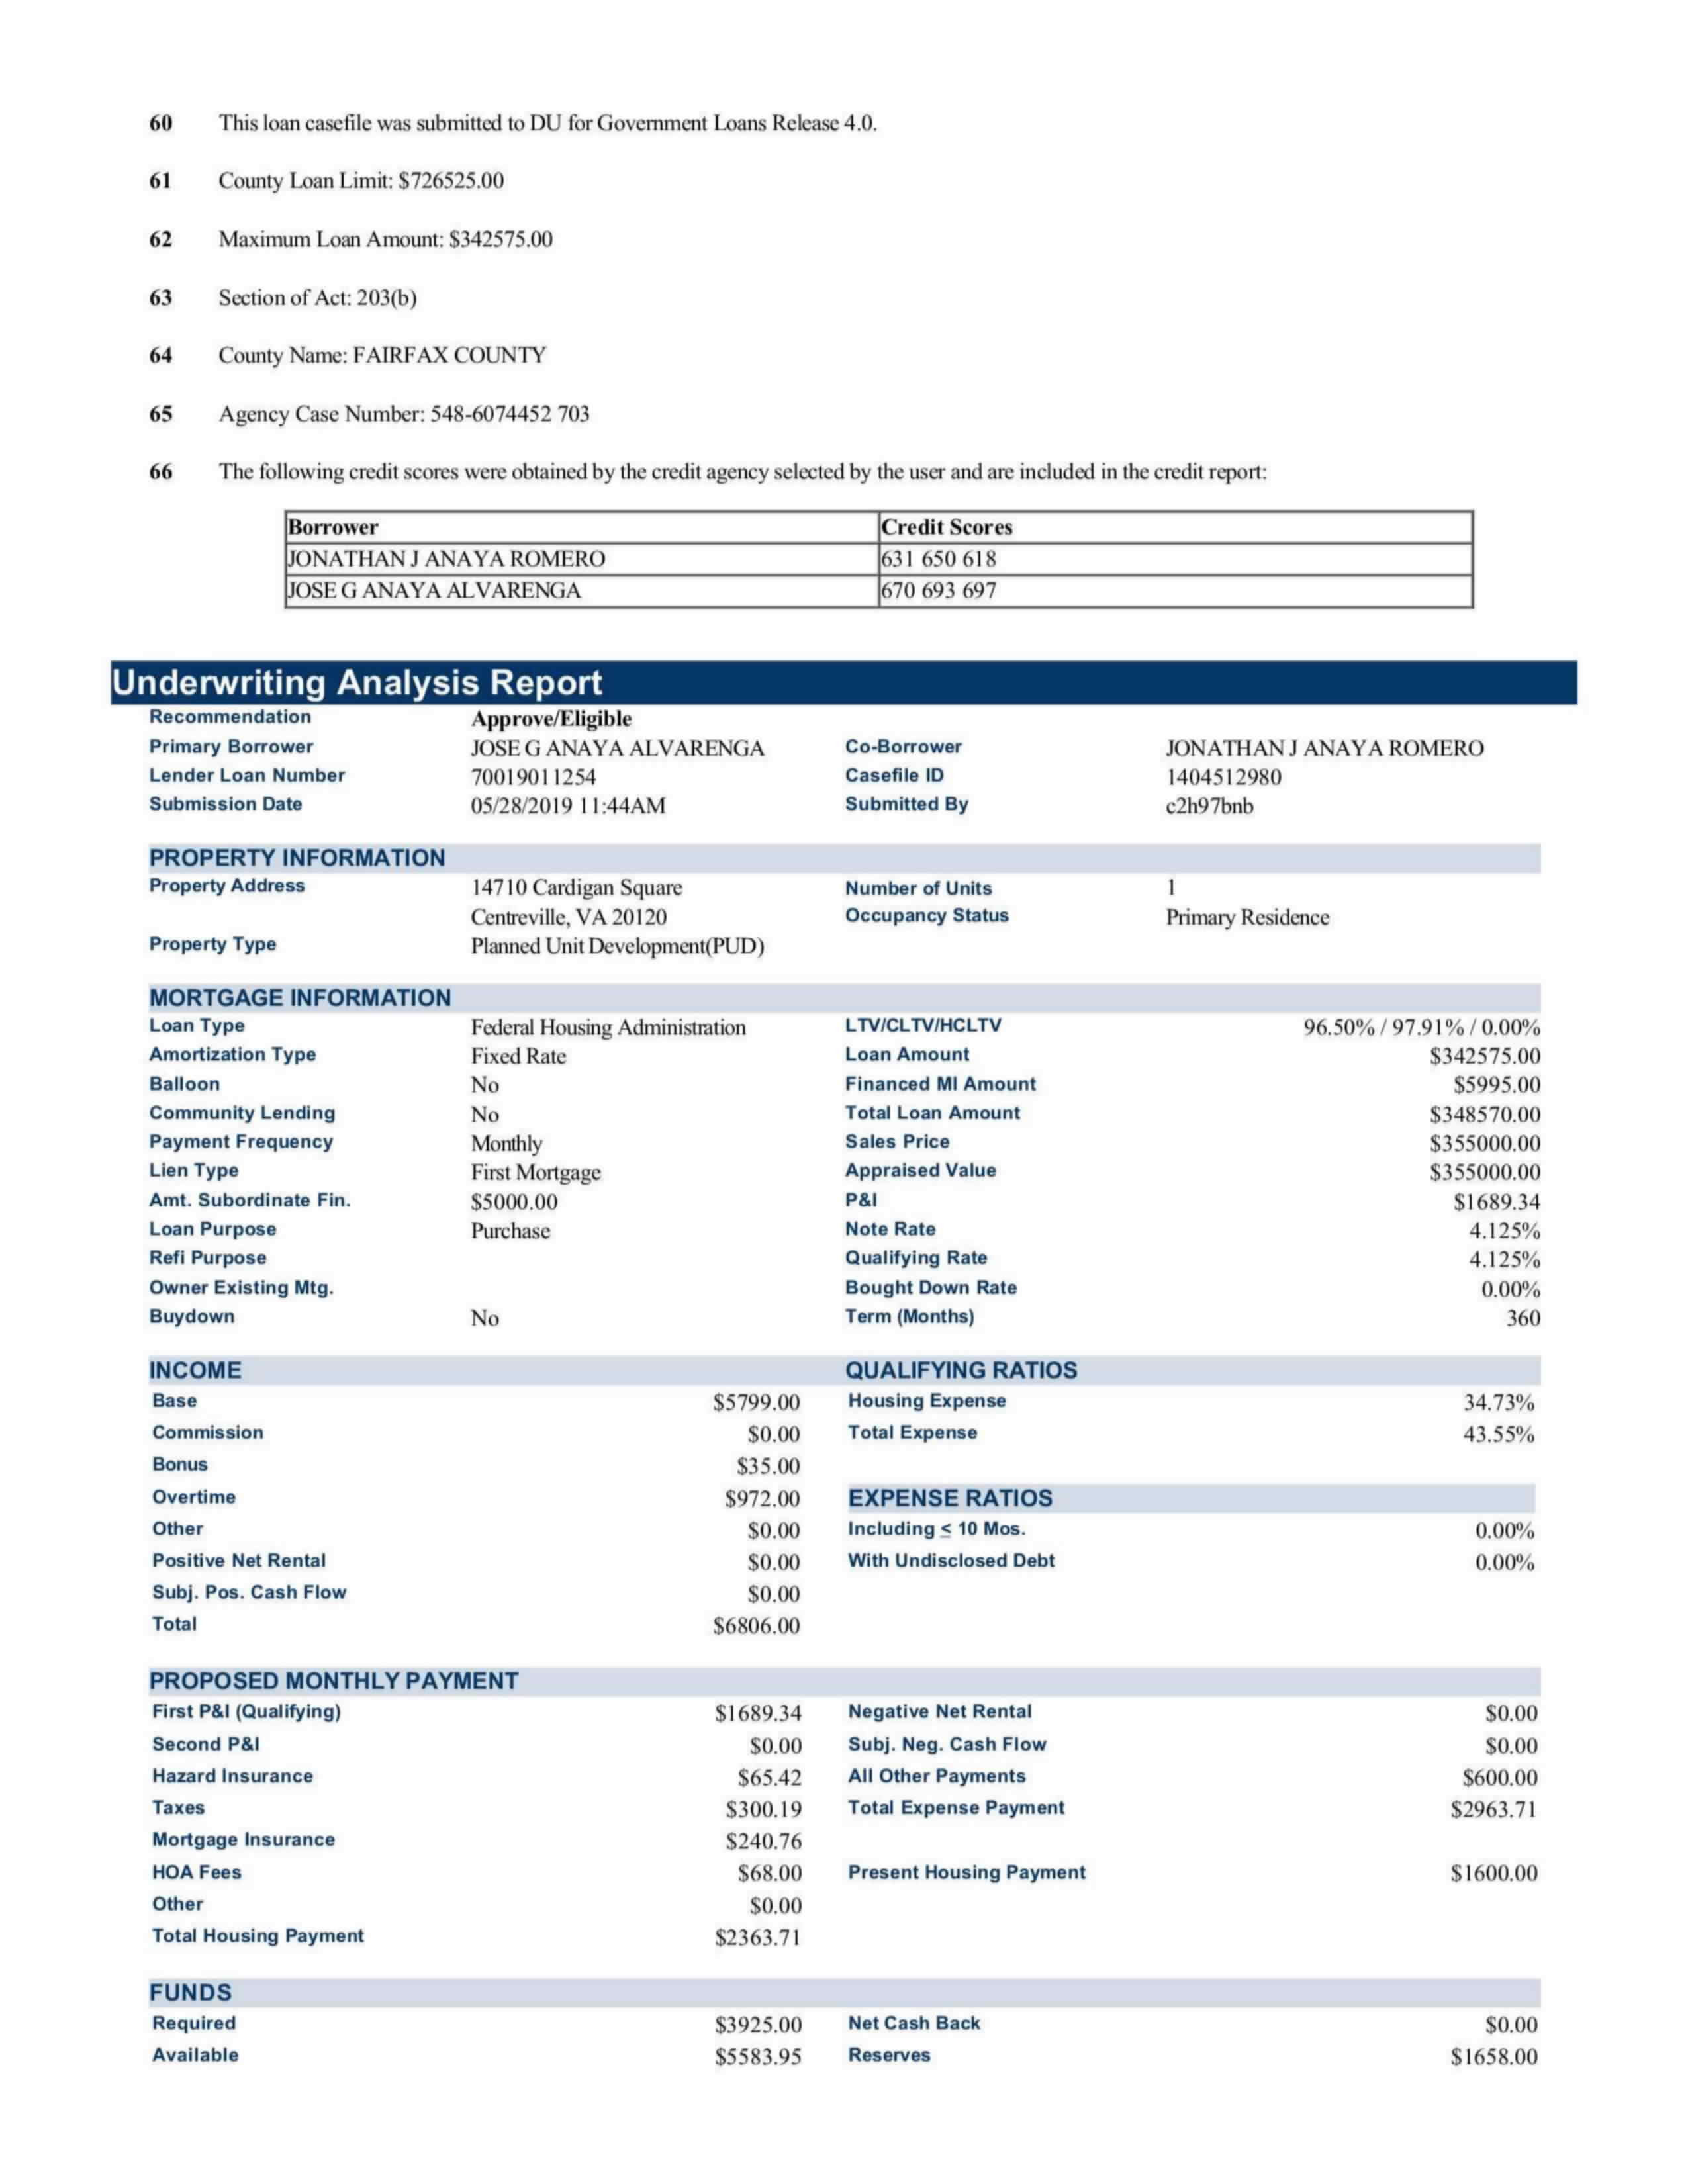 60 This loan casefile was submitted to DU for Government Loans Release 4.0.
61 County Loan Limit: $726525.00
62 Maximum Loan Amount: $342575.00
63 Section of Act: 203(b)
64 County Name: FAIRFAX COUNTY
65 Agency Case Number: 548-6074452 703
66 The following credit scores were obtained by the credit agency selected by the user and are included in the credit report:
Borrower Credit Scores
JONATHAN J ANAYA ROMERO 631 650 618
JOSE G ANAYA ALVARENGA 670 693 697
Underwriting Analysis Report
Recommendation Approve/Eligible
Primary Borrower JOSE G ANAYA ALVARENGA Co-Borrower JONATHAN J ANAYA ROMERO
Lender Loan Number 70019011254 Casefile ID 1404512980
Submission Date 05/28/2019 11:44AM Submitted By c2h97bnb
PROPERTY INFORMATION
Property Address 14710 Cardigan Square Number of Units 1
Centreville, VA 20120 Occupancy Status Primary Residence
Property Type Planned Unit Development(PUD)
MORTGAGE INFORMATION
Loan Type Federal Housing Administration LTV/CLTV/HCLTV 96.50% / 97.91% / 0.00%
Amortization Type Fixed Rate Loan Amount $342575.00
Balloon No Financed MI Amount $5995.00
Community Lending No Total Loan Amount $348570.00
Payment Frequency Monthly Sales Price $355000.00
Lien Type First Mortgage Appraised Value $355000.00
Amt. Subordinate Fin. $5000.00 P&I $1689.34
Loan Purpose Purchase Note Rate 4.125%
Refi Purpose Qualifying Rate 4.125%
Owner Existing Mtg. Bought Down Rate 0.00%
Buydown No Term (Months) 360
INCOME QUALIFYING RATIOS
Base $5799.00 Housing Expense 34.73%
Commission $0.00 Total Expense 43.55%
Bonus $35.00
Overtime $972.00 EXPENSE RATIOS
Other $0.00 Including ≤ 10 Mos. 0.00%
Positive Net Rental $0.00 With Undisclosed Debt 0.00%
Subj. Pos. Cash Flow $0.00
Total $6806.00
PROPOSED MONTHLY PAYMENT
First P&I (Qualifying) $1689.34 Negative Net Rental $0.00
Second P&I $0.00 Subj. Neg. Cash Flow $0.00
Hazard Insurance $65.42 All Other Payments $600.00
Taxes $300.19 Total Expense Payment $2963.71
Mortgage Insurance $240.76
HOA Fees $68.00 Present Housing Payment $1600.00
Other $0.00
Total Housing Payment $2363.71
FUNDS
Required $3925.00 Net Cash Back $0.00
Available $5583.95 Reserves $1658.00